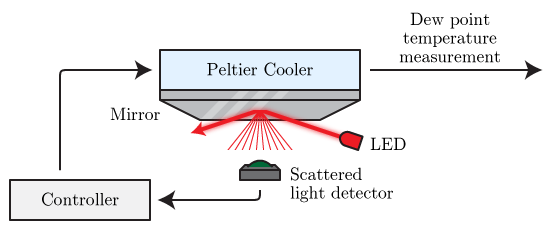 Dew point
temperature
measurement
Peltier Cooler
Mirror
LED
Scattered
light detector
Controller